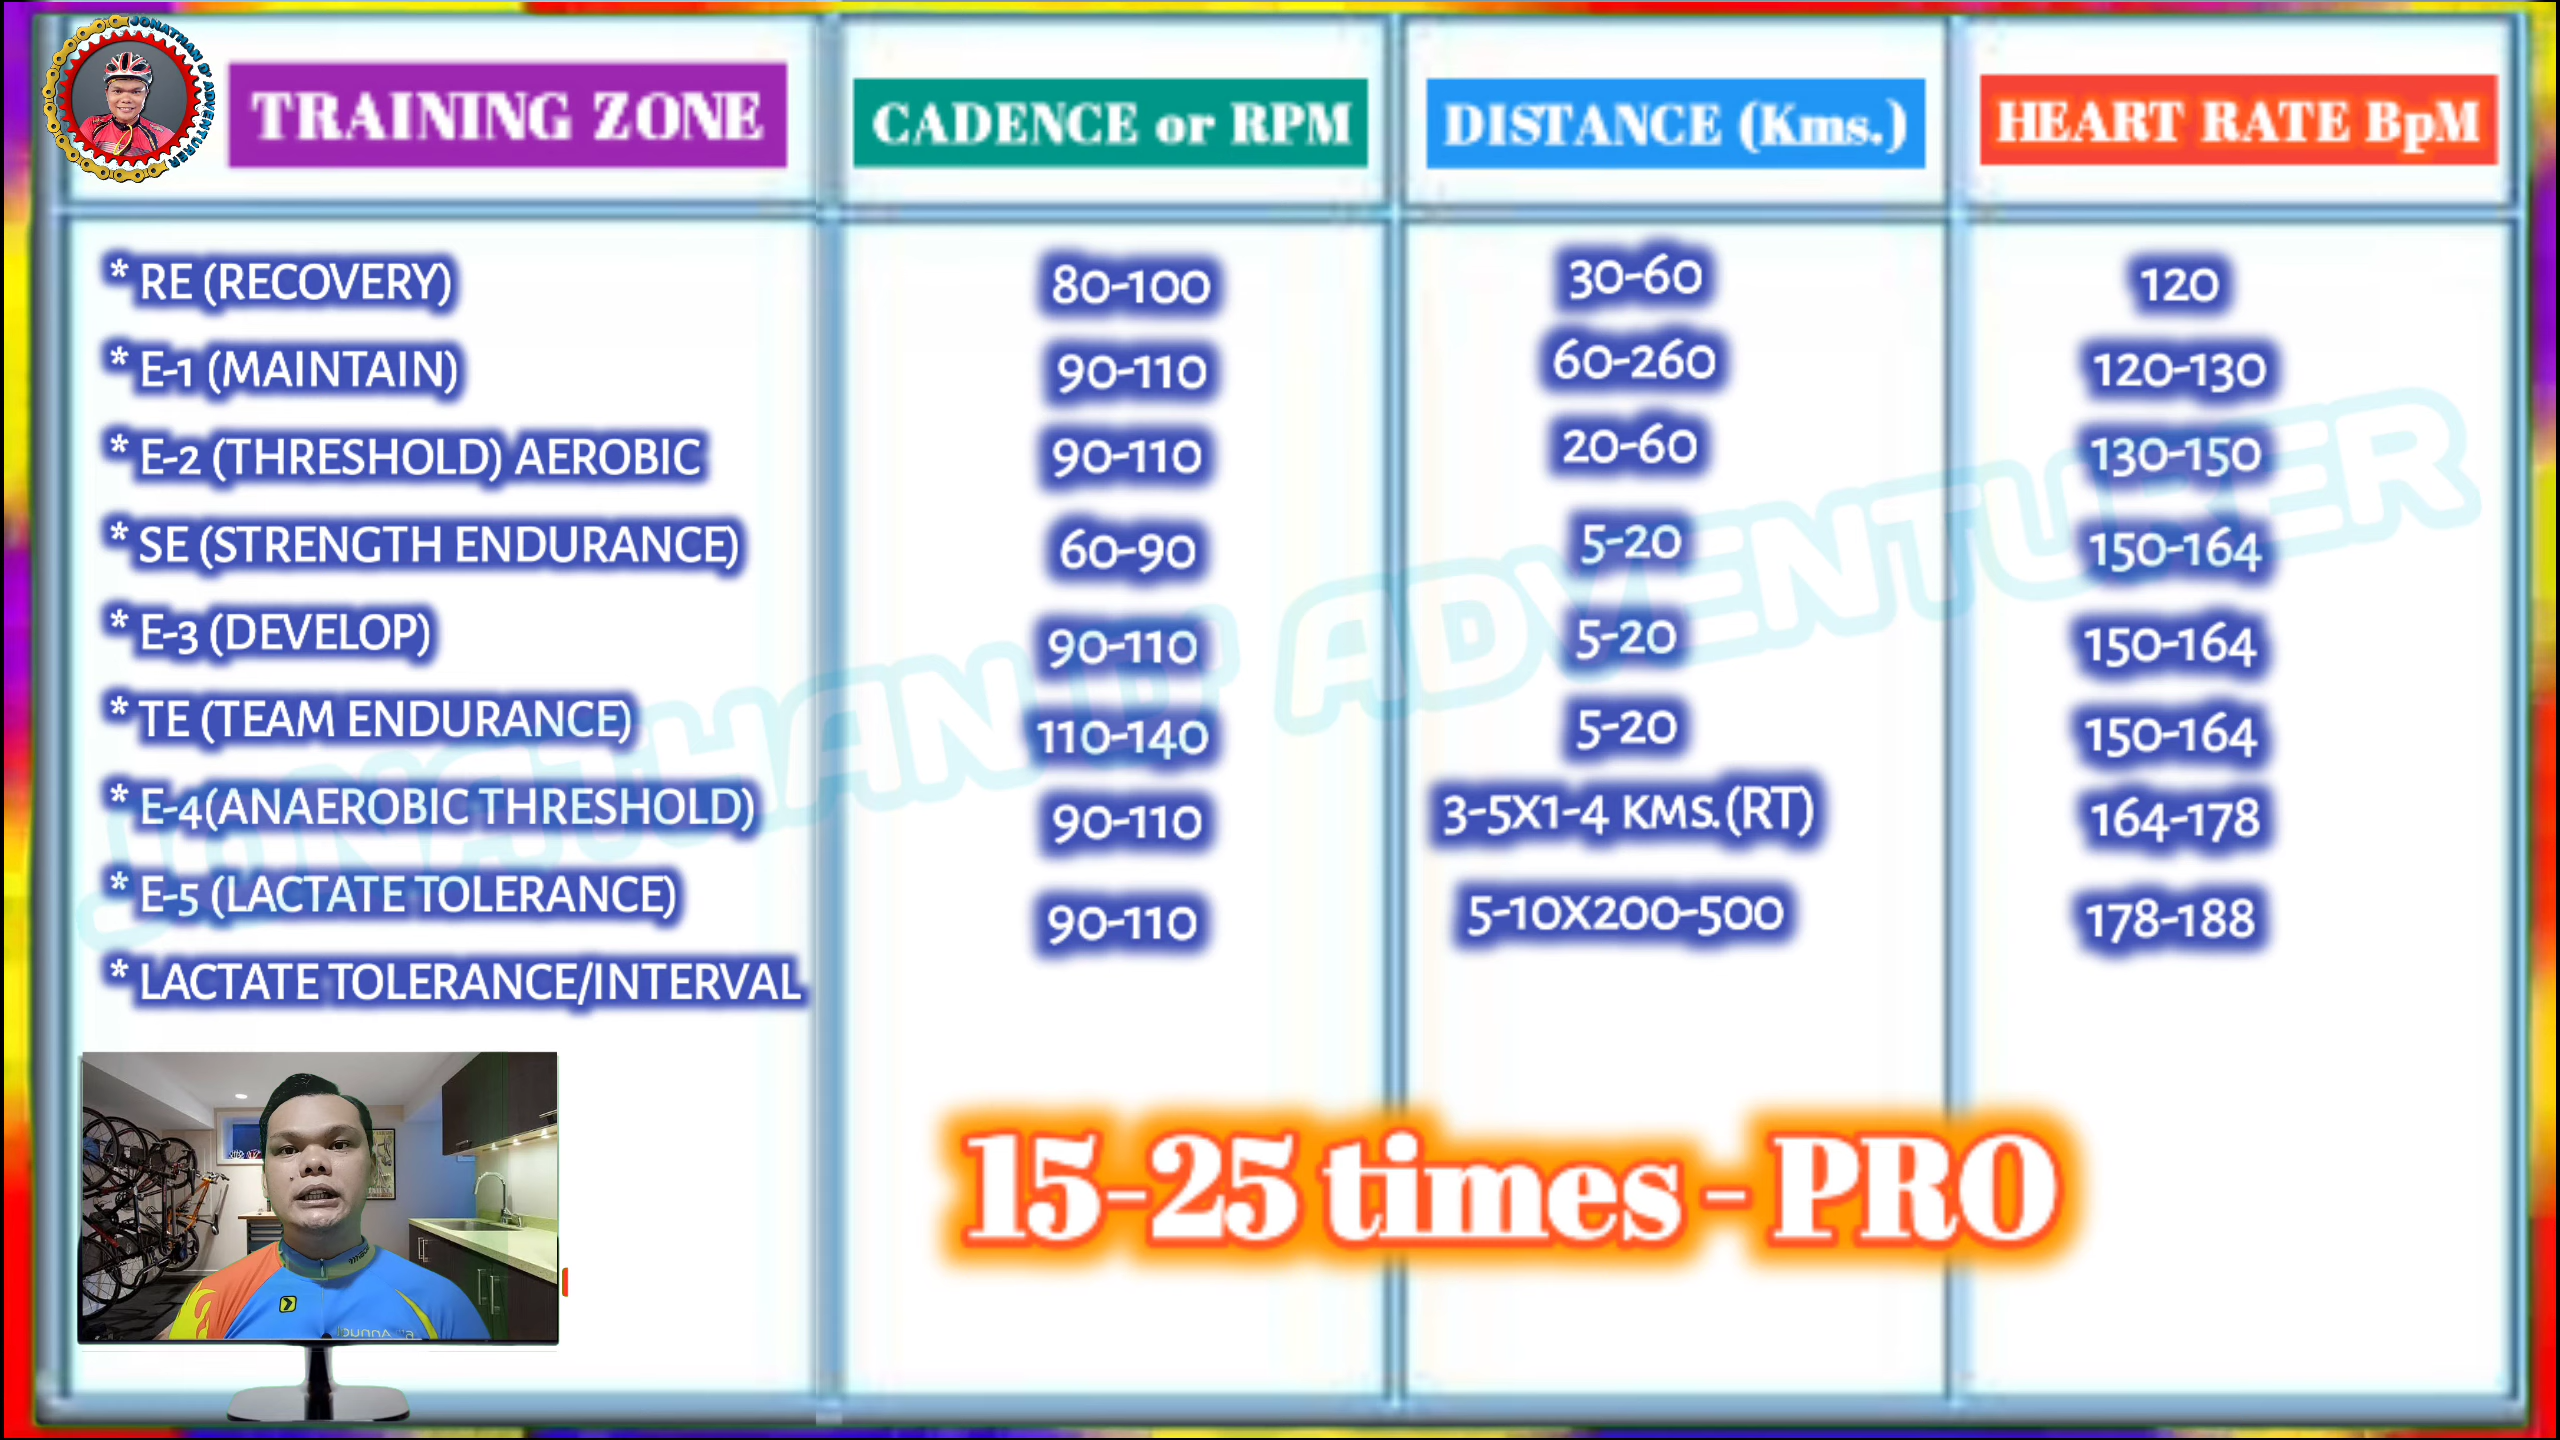 JONATHAN D' ADVENTURER
TRAINING ZONE CADENCE or RPM DISTANCE (Kms.) HEART RATE BpM
* RE (RECOVERY) 80-100 30-60 120
* E-1 (MAINTAIN) 90-110 60-260 120-130
* E-2 (THRESHOLD) AEROBIC 90-110 20-60 130-150
* SE (STRENGTH ENDURANCE) 60-90 5-20 150-164
* E-3 (DEVELOP) 90-110 5-20 150-164
* TE (TEAM ENDURANCE) 110-140 5-20 150-164
* E-4(ANAEROBIC THRESHOLD) 90-110 3-5X1-4 KMS.(RT) 164-178
* E-5 (LACTATE TOLERANCE) 90-110 5-10X200-500 178-188
* LACTATE TOLERANCE/INTERVAL
JONATHAN D' ADVENTURER
15-25 times - PRO